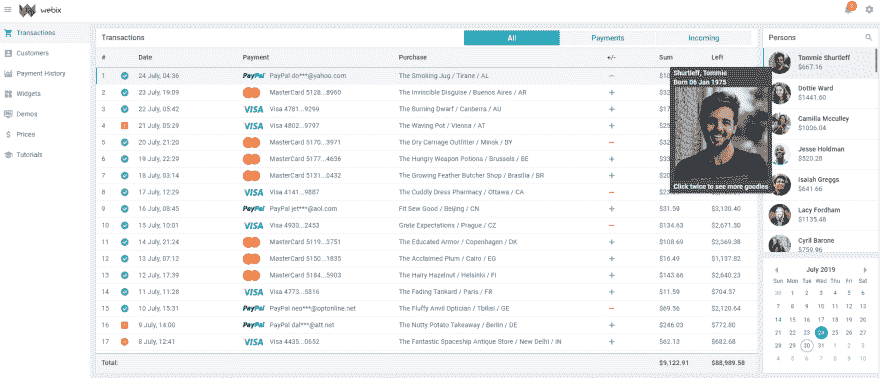 webix
5
Transactions
Customers
Payment History
Widgets
Demos
Prices
Tutorials
Transactions All Payments Incoming
# Date Payment Purchase +/- Sum Left
1 24 July, 04:36 PayPal PayPal do***@yahoo.com The Smoking Jug / Tirane / AL −
2 23 July, 19:09 MasterCard 5128...8960 The Invincible Disguise / Buenos Aires / AR +
3 22 July, 05:42 VISA Visa 4781...9299 The Burning Dwarf / Canberra / AU +
4 21 July, 05:29 VISA Visa 4802...9797 The Waving Pot / Vienna / AT +
5 20 July, 21:20 MasterCard 5170...3971 The Dry Carnage Outfitter / Minsk / BY −
6 19 July, 22:29 MasterCard 5177...4636 The Hungry Weapon Potions / Brussels / BE +
7 18 July, 03:14 MasterCard 5131...0432 The Growing Feather Butcher Shop / Brasilia / BR +
8 17 July, 12:29 VISA Visa 4141...9887 The Cuddly Dress Pharmacy / Ottawa / CA −
9 16 July, 08:45 PayPal PayPal jet***@aol.com Fit Sew Good / Beijing / CN + $31.59 $3,130.40
10 15 July, 10:01 VISA Visa 4930...2453 Grate Expectations / Prague / CZ − $134.63 $2,671.30
11 14 July, 21:24 MasterCard 5119...3751 The Educated Armor / Copenhagen / DK + $108.69 $2,369.38
12 13 July, 07:12 MasterCard 5150...1835 The Acclaimed Plum / Cairo / EG + $16.49 $1,137.82
13 12 July, 17:39 MasterCard 5184...5903 The Hairy Hazelnut / Helsinki / FI + $143.66 $2,640.23
14 11 July, 11:28 VISA Visa 4773...5816 The Fading Tankard / Paris / FR + $11.59 $704.37
15 10 July, 15:31 PayPal PayPal neo***@optonline.net The Fluffy Anvil Optician / Tbilisi / GE − $69.56 $2,120.64
16 9 July, 14:00 PayPal PayPal dal***@att.net The Nutty Potato Takeaway / Berlin / DE + $246.03 $772.80
17 8 July, 12:41 VISA Visa 4435...0652 The Fantastic Spaceship Antique Store / New Delhi / IN + $62.13 $682.68
Total: $9,122.91 $88,989.58
Shurtleff, Tommie
Born 06 Jan 1975
Click twice to see more goodies
Persons
Tommie Shurtleff
$667.16
Dottie Ward
$1441.60
Camilla Mcculley
$1006.04
Jesse Holdman
$520.28
Isaiah Greggs
$641.66
Lacy Fordham
$1135.48
Cyril Barone
$759.96
July 2019
Sun Mon Tue Wed Thu Fri Sat
30 1 2 3 4 5 6
7 8 9 10 11 12 13
14 15 16 17 18 19 20
21 22 23 24 25 26 27
28 29 30 31 1 2 3
4 5 6 7 8 9 10